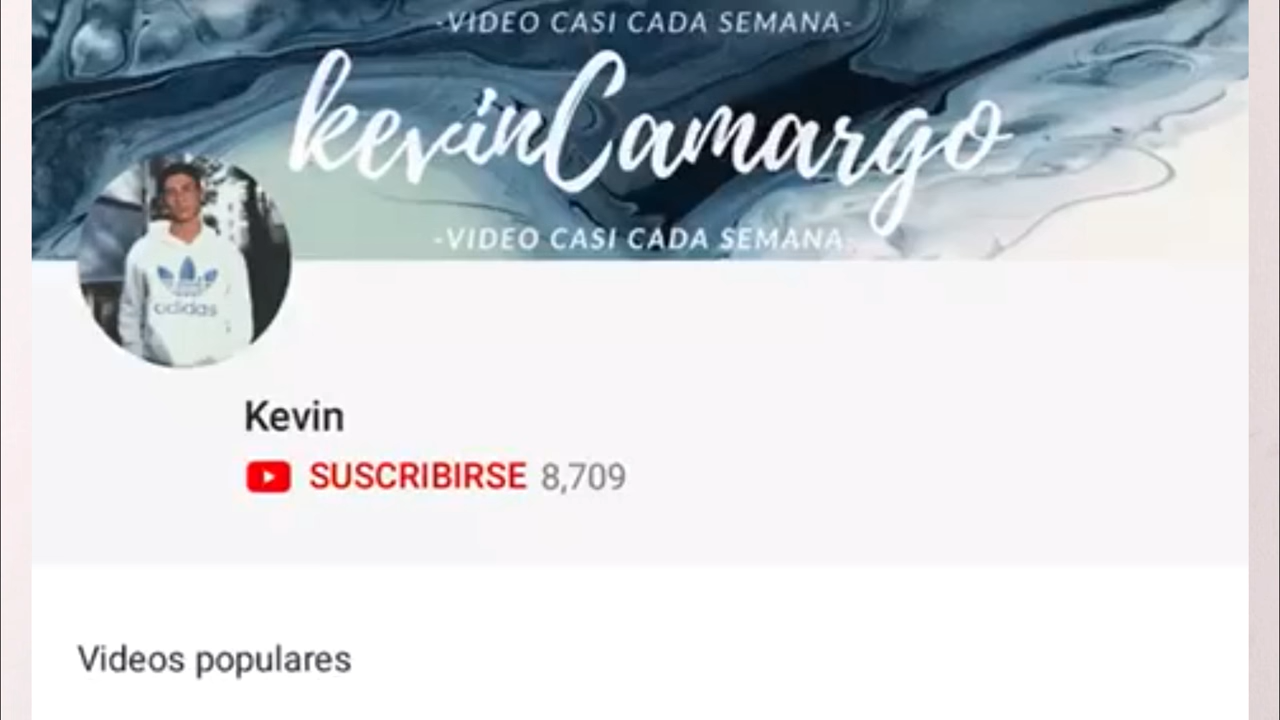 -VIDEO CASI CADA SEMANA-
kevinCamargo
-VIDEO CASI CADA SEMANA-
adidas
Kevin
SUSCRIBIRSE 8,709
Videos populares